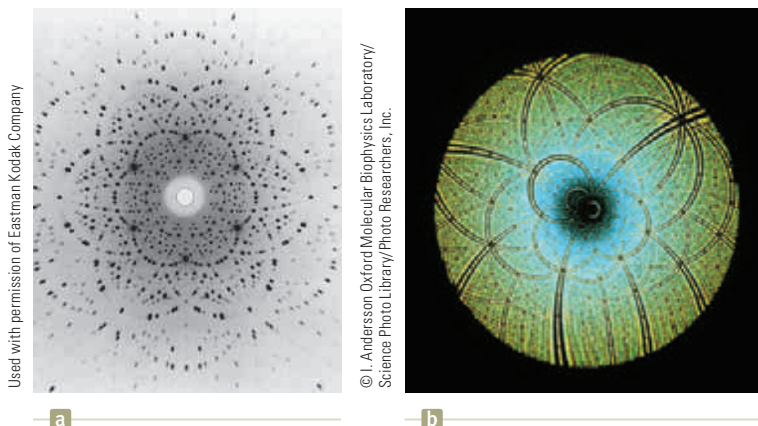 Used with permission of Eastman Kodak Company
© I. Andersson Oxford Molecular Biophysics Laboratory/
Science Photo Library/Photo Researchers, Inc.
a
b